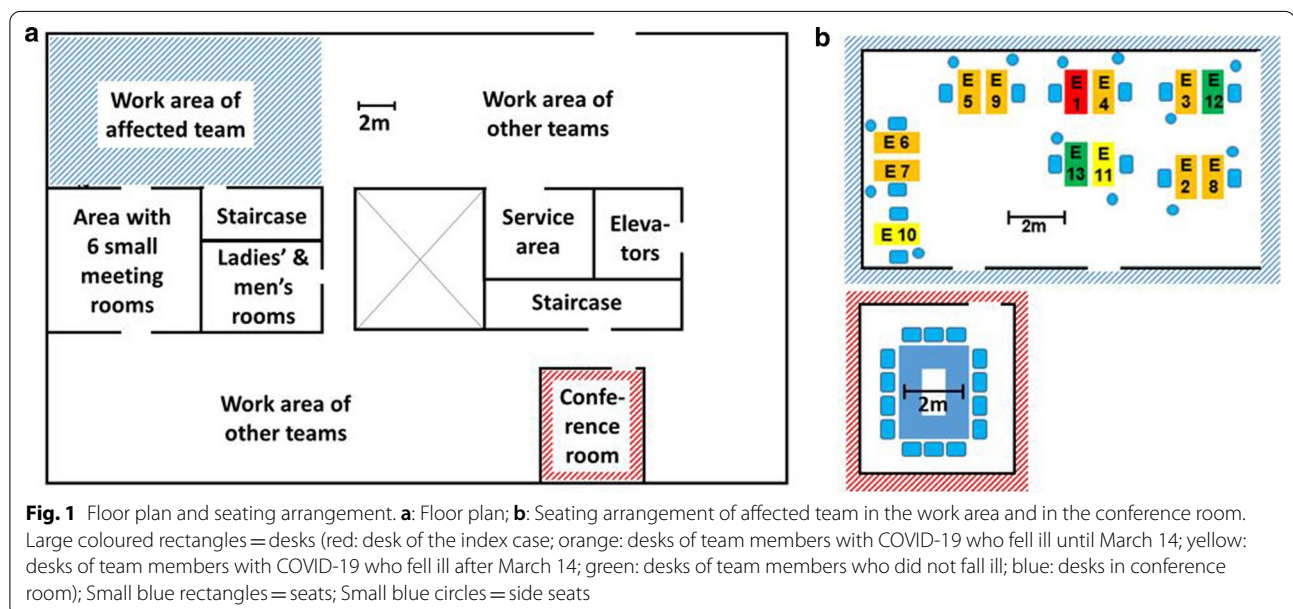 a
Work area of
affected team
2m
Work area of
other teams
Area with
6 small
meeting
rooms
Staircase
Ladies' &
men's
rooms
Service
area
Eleva-
tors
Staircase
Work area of
other teams
Confe-
rence
room
b
E
5
E
9
E
1
E
4
E
3
E
12
E 6
E 7
E
13
E
11
E
2
E
8
E 10
2m
2m
Fig. 1 Floor plan and seating arrangement. a: Floor plan; b: Seating arrangement of affected team in the work area and in the conference room.
Large coloured rectangles = desks (red: desk of the index case; orange: desks of team members with COVID-19 who fell ill until March 14; yellow:
desks of team members with COVID-19 who fell ill after March 14; green: desks of team members who did not fall ill; blue: desks in conference
room); Small blue rectangles = seats; Small blue circles = side seats